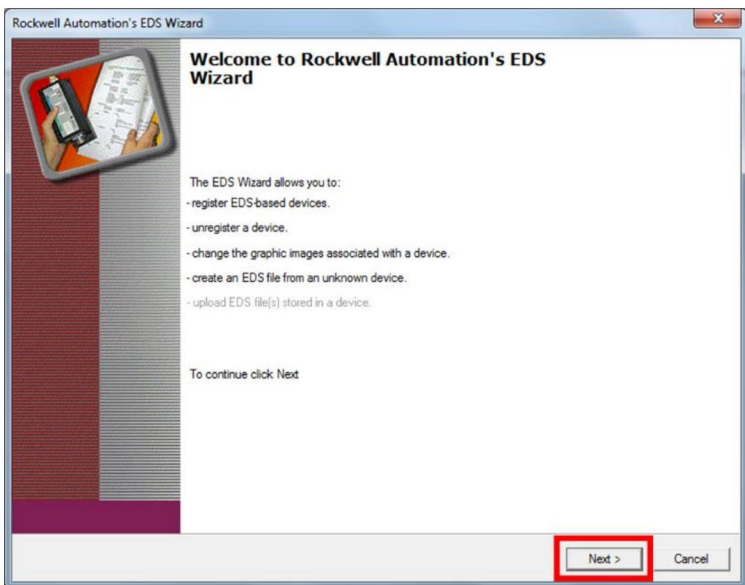 Rockwell Automation's EDS Wizard
Welcome to Rockwell Automation's EDS
Wizard
The EDS Wizard allows you to:
- register EDS-based devices.
- unregister a device.
- change the graphic images associated with a device.
- create an EDS file from an unknown device.
- upload EDS file(s) stored in a device.
To continue click Next
Next >
Cancel